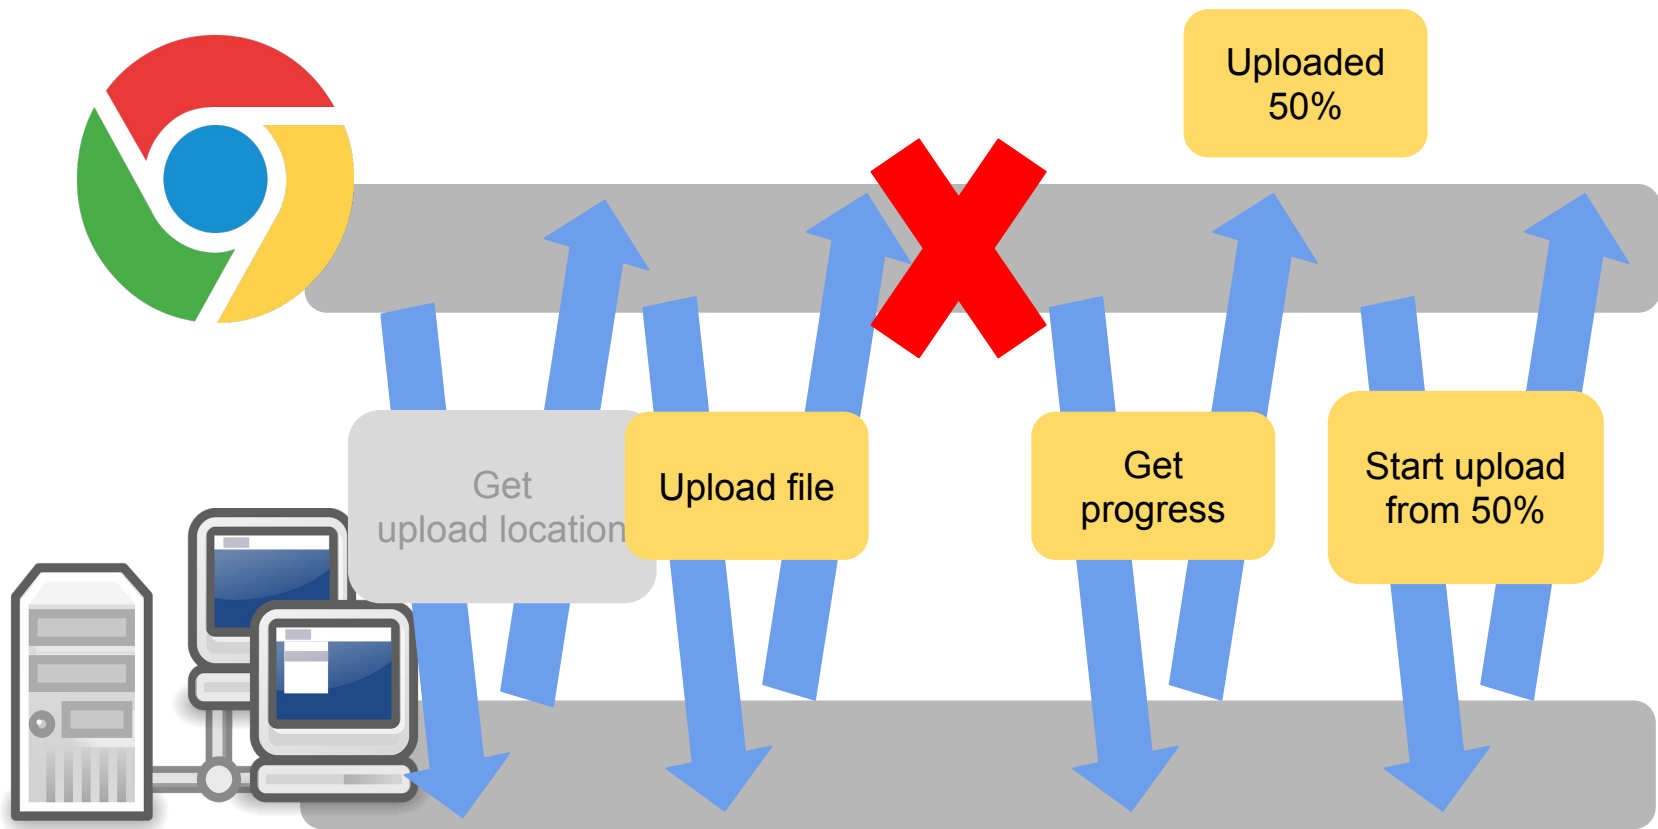 Uploaded
50%
Get
upload location
Upload file
Get
progress
Start upload
from 50%